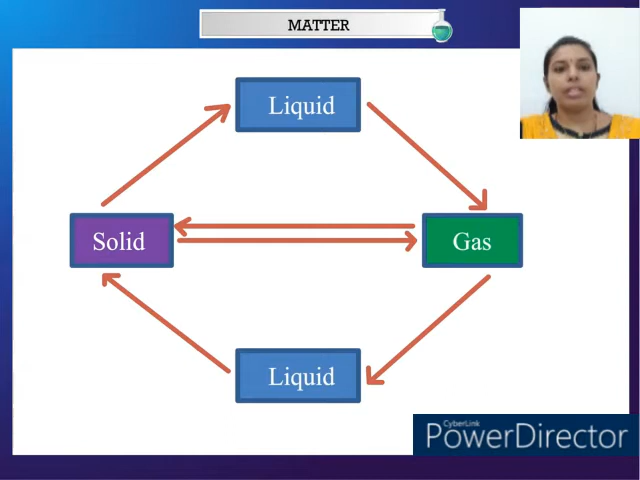 MATTER
Liquid
Solid
Gas
Liquid
CyberLink
PowerDirector